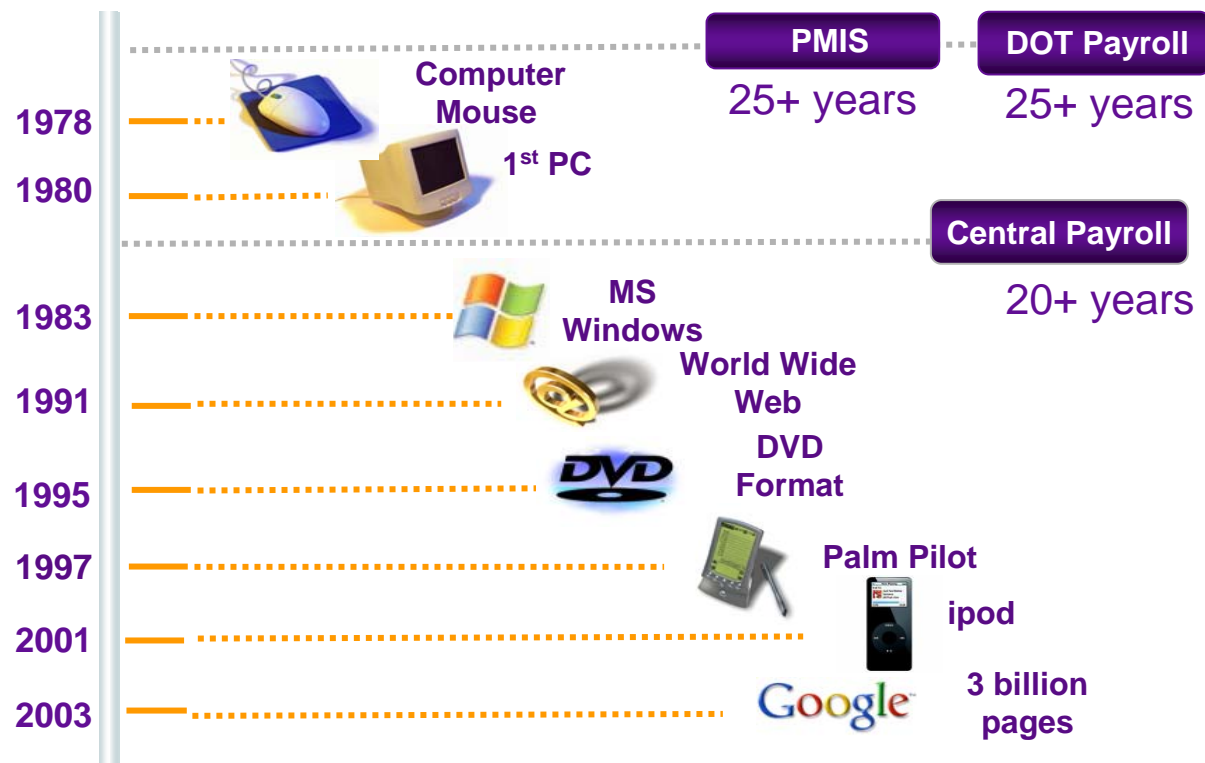 PMIS
DOT Payroll
25+ years
25+ years
Computer
Mouse
1978
1st PC
1980
Central Payroll
20+ years
1983
MS
Windows
1991
World Wide
Web
1995
DVD
DVD
Format
1997
Palm Pilot
2001
ipod
2003
Google
3 billion
pages